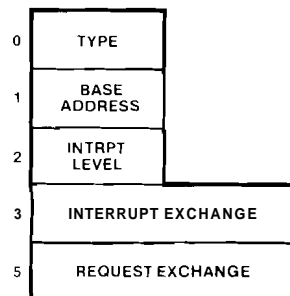 0 TYPE
1 BASE
ADDRESS
2 INTRPT
LEVEL
3 INTERRUPT EXCHANGE
5 REQUEST EXCHANGE